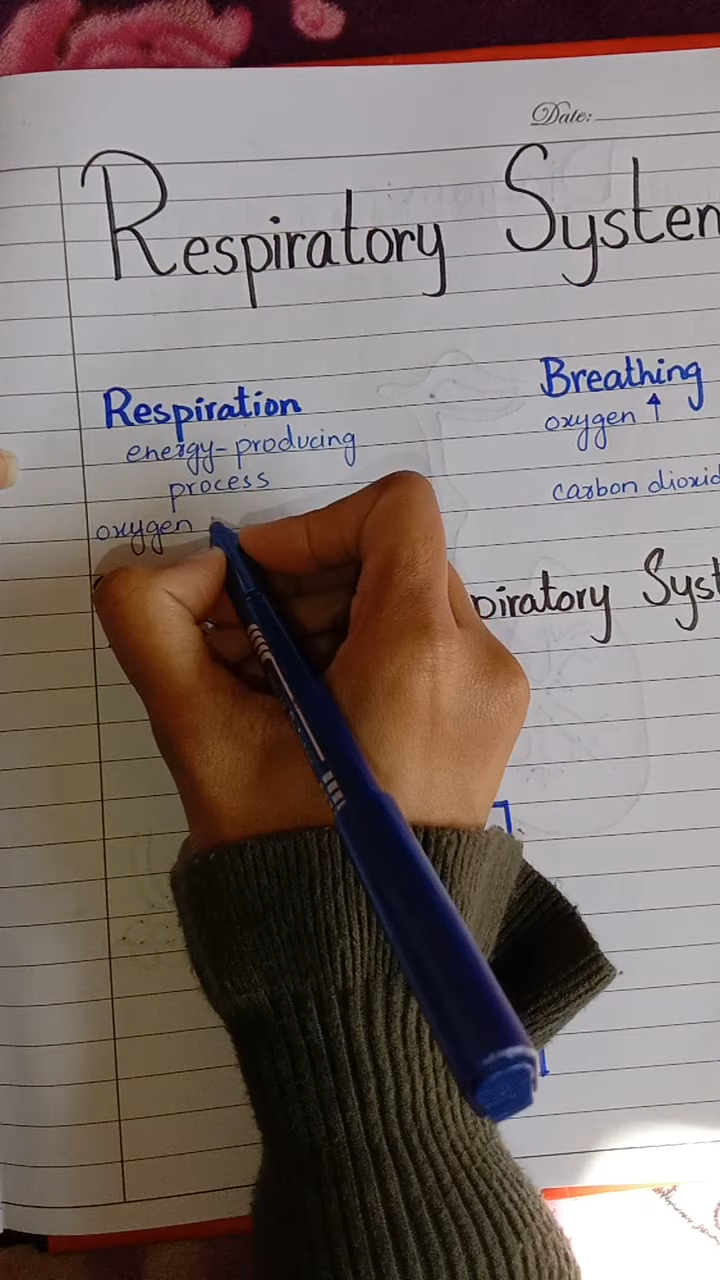 Date:
Respiratory System
Respiration
energy-producing
process
oxygen
Breathing
oxygen ↑
carbon dioxid
piratory Syst